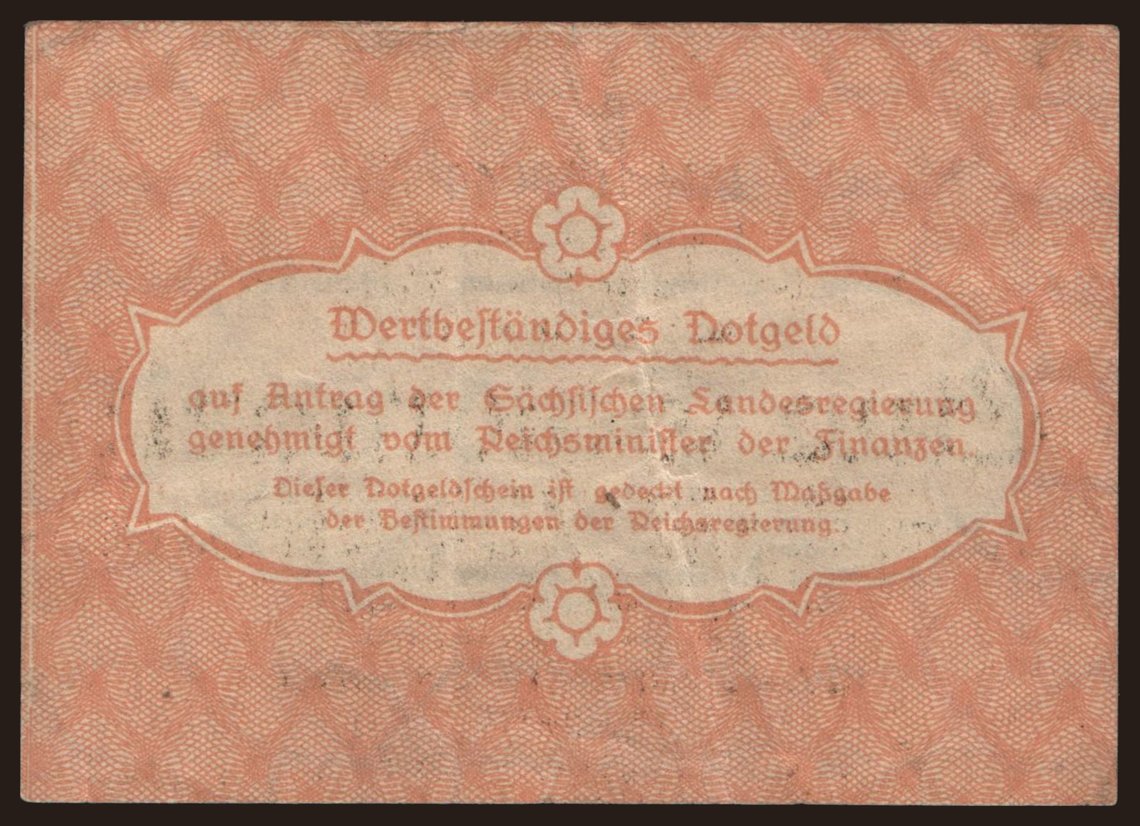 Wertbeständiges Notgeld
auf Antrag der Sächsischen Landesregierung
genehmigt vom Reichsminister der Finanzen.
Dieser Notgeldschein ist gedeckt nach Maßgabe
der Bestimmungen der Reichsregierung.